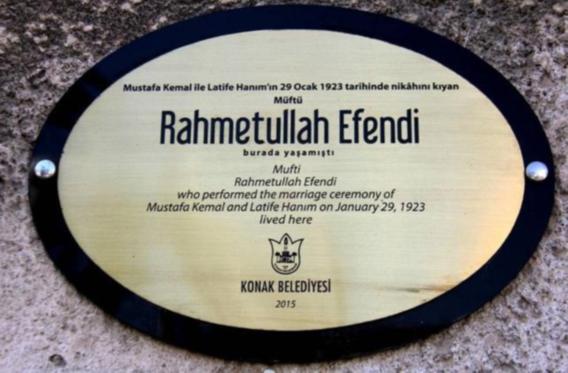 Mustafa Kemal ile Latife Hanım'ın 29 Ocak 1923 tarihinde nikâhını kıyan
Müftü
Rahmetullah Efendi
burada yaşamıştı
Mufti
Rahmetullah Efendi
who performed the marriage ceremony of
Mustafa Kemal and Latife Hanım on January 29, 1923
lived here
KONAK BELEDİYESİ
2015